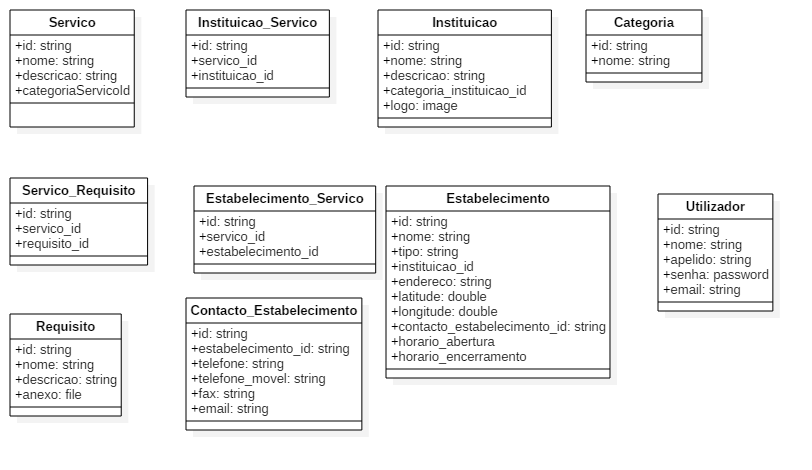 Servico
+id: string
+nome: string
+descricao: string
+categoriaServicoId
Instituicao_Servico
+id: string
+servico_id
+instituicao_id
Instituicao
+id: string
+nome: string
+descricao: string
+categoria_instituicao_id
+logo: image
Categoria
+id: string
+nome: string
Servico_Requisito
+id: string
+servico_id
+requisito_id
Estabelecimento_Servico
+id: string
+servico_id
+estabelecimento_id
Estabelecimento
+id: string
+nome: string
+tipo: string
+instituicao_id
+endereco: string
+latitude: double
+longitude: double
+contacto_estabelecimento_id: string
+horario_abertura
+horario_encerramento
Utilizador
+id: string
+nome: string
+apelido: string
+senha: password
+email: string
Requisito
+id: string
+nome: string
+descricao: string
+anexo: file
Contacto_Estabelecimento
+id: string
+estabelecimento_id: string
+telefone: string
+telefone_movel: string
+fax: string
+email: string